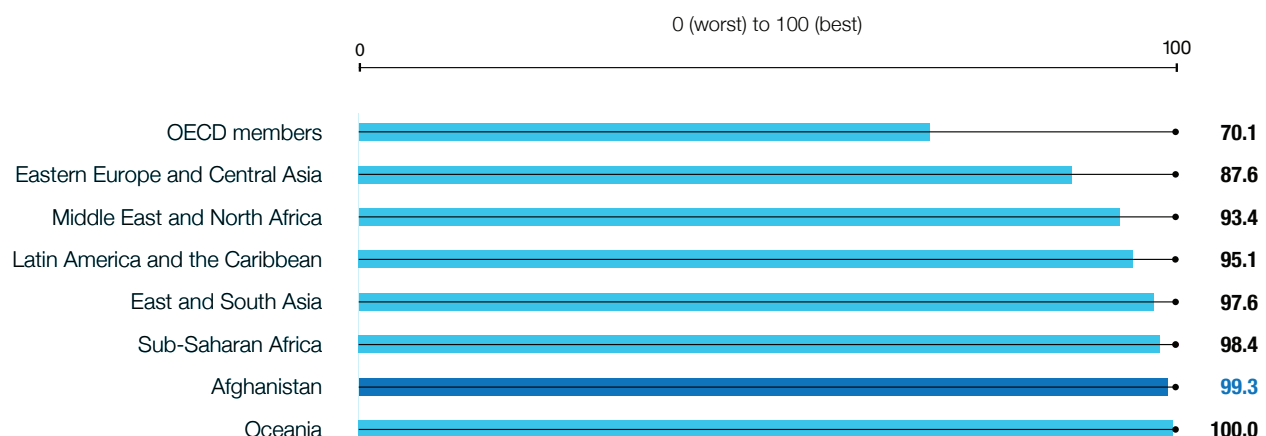 0 (worst) to 100 (best)
0 100
OECD members 70.1
Eastern Europe and Central Asia 87.6
Middle East and North Africa 93.4
Latin America and the Caribbean 95.1
East and South Asia 97.6
Sub-Saharan Africa 98.4
Afghanistan 99.3
Oceania 100.0